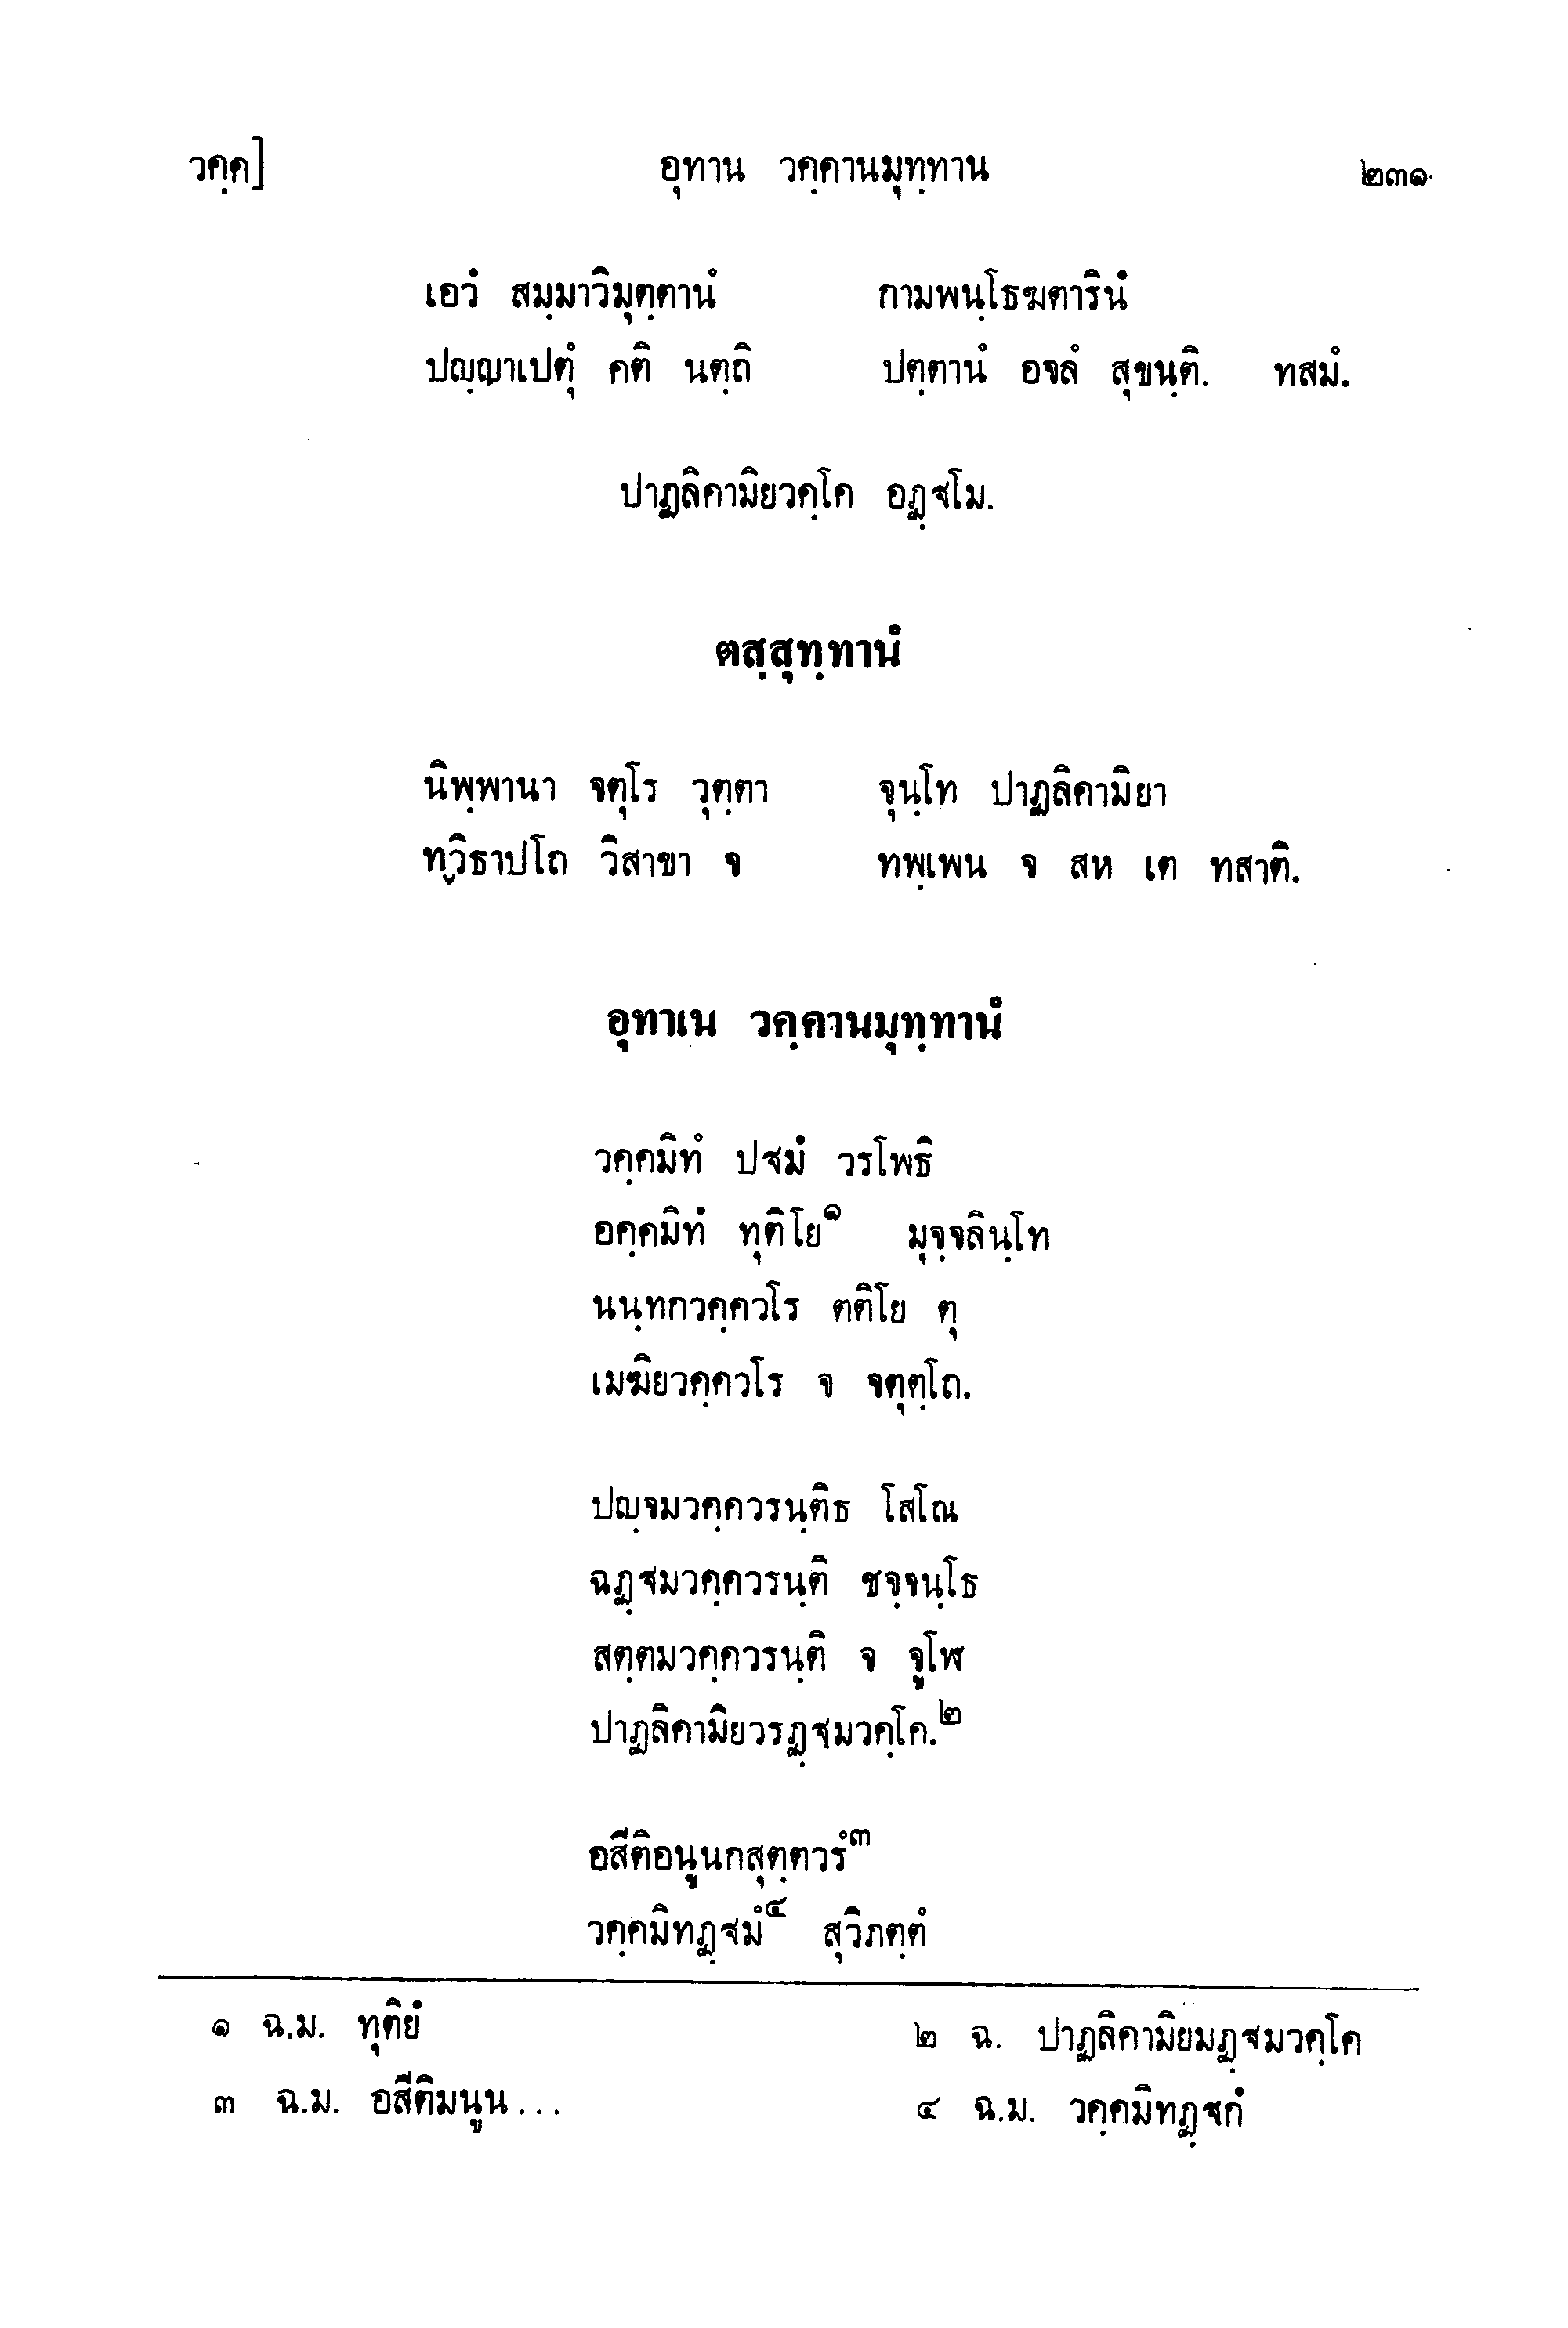 วคฺค] อุทาน วคฺคานมุทฺทาน ๒๓๑
เอวํ สมฺมาวิมุตฺตานํ กามพนฺโธฆตารินํ
ปญฺญาเปตุํ คติ นตฺถิ ปตฺตานํ อจลํ สุขนฺติ. ทสมํ.
ปาฏลิคามิยวคฺโค อฏฺฐโม.
ตสฺสุทฺทานํ
นิพฺพานา จตุโร วุตฺตา จุนฺโท ปาฏลิคามิยา
ทฺวิธาปโถ วิสาขา จ ทพฺเพน จ สห เต ทสาติ.
อุทาเน วคฺคานมุทฺทานํ
วคฺคมิทํ ปฐมํ วรโพธิ
อคฺคมิทํ ทุติโย๑ มุจฺจลินฺโท
นนฺทกวคฺควโร ตติโย ตุ
เมฆิยวคฺควโร จ จตุตฺโถ.
ปญฺจมวคฺควรนฺติธ โสโณ
ฉฏฺฐมวคฺควรนฺติ ชจฺจนฺโธ
สตฺตมวคฺควรนฺติ จ จูโฬ
ปาฏลิคามิยวรฏฺฐมวคฺโค.๒
อสีติอนูนกสุตฺตวรํ๓
วคฺคมิทฏฺฐมํ๔ สุวิภตฺตํ
๑ ฉ.ม. ทุติยํ ๒ ฉ. ปาฏลิคามิยมฏฺฐมวคฺโค
๓ ฉ.ม. อสีติมนูน... ๔ ฉ.ม. วคฺคมิทฏฺฐกํ